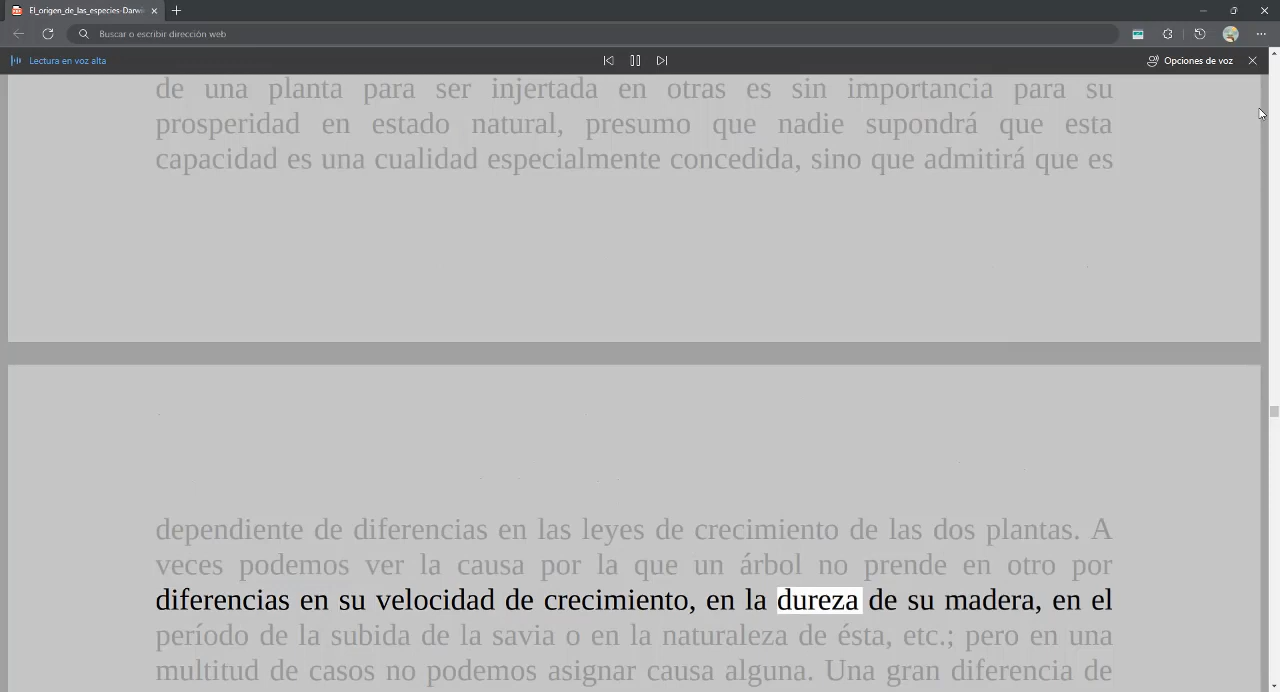 El_origen_de_las_especies-Darwi
Buscar o escribir dirección web
Lectura en voz alta
Opciones de voz
de una planta para ser injertada en otras es sin importancia para su
prosperidad en estado natural, presumo que nadie supondrá que esta
capacidad es una cualidad especialmente concedida, sino que admitirá que es
dependiente de diferencias en las leyes de crecimiento de las dos plantas. A
veces podemos ver la causa por la que un árbol no prende en otro por
diferencias en su velocidad de crecimiento, en la dureza de su madera, en el
período de la subida de la savia o en la naturaleza de ésta, etc.; pero en una
multitud de casos no podemos asignar causa alguna. Una gran diferencia de